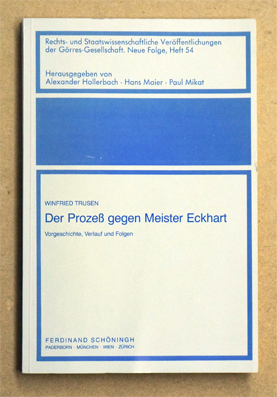 Rechts- und Staatswissenschaftliche Veröffentlichungen
der Görres-Gesellschaft. Neue Folge, Heft 54
Herausgegeben von
Alexander Hollerbach · Hans Maier · Paul Mikat
WINFRIED TRUSEN
Der Prozeß gegen Meister Eckhart
Vorgeschichte, Verlauf und Folgen
FERDINAND SCHÖNINGH
PADERBORN · MÜNCHEN · WIEN · ZÜRICH